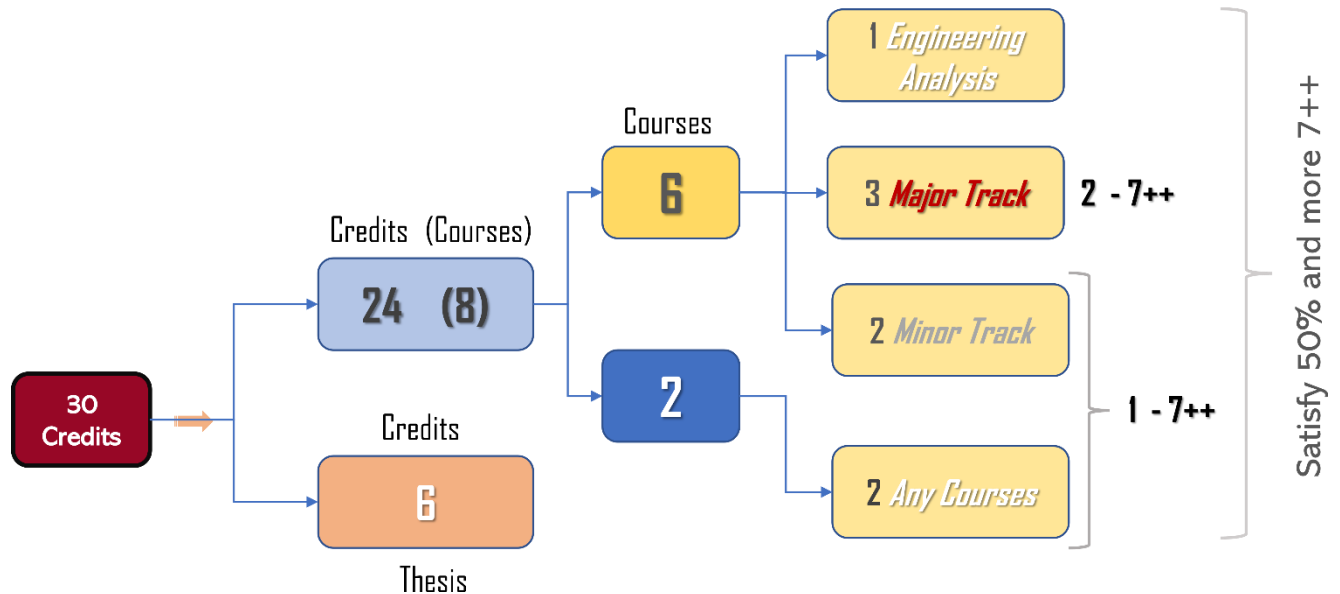 30
Credits
Credits (Courses)
24 (8)
Credits
6
Thesis
Courses
6
2
1 Engineering
Analysis
3 Major Track
2 - 7++
2 Minor Track
2 Any Courses
1 - 7++
Satisfy 50% and more 7++